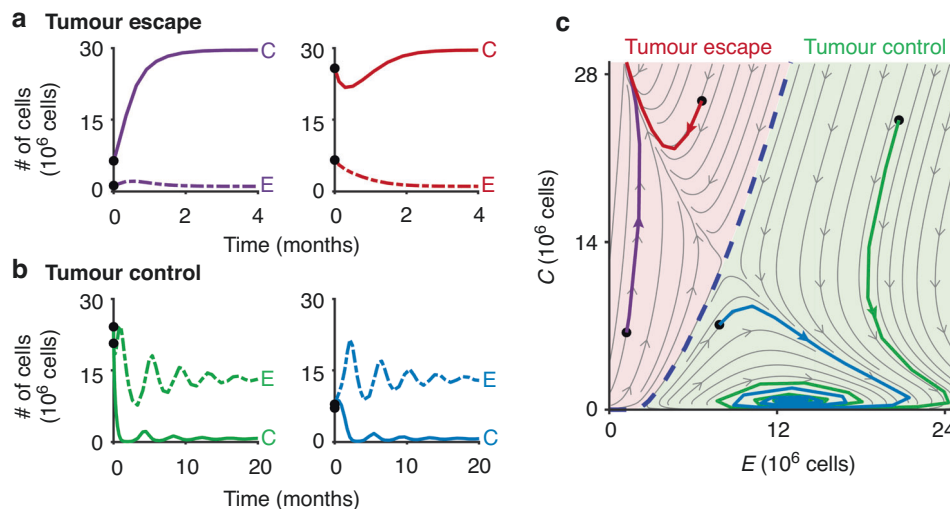 a Tumour escape
30
15
0
# of cells
(10⁶ cells)
C
E
0 2 4
30
15
0
C
E
0 2 4
Time (months)
b Tumour control
30
15
0
# of cells
(10⁶ cells)
E
C
0 10 20
30
15
0
E
C
0 10 20
Time (months)
c
Tumour escape Tumour control
28
14
0
C (10⁶ cells)
0 12 24
E (10⁶ cells)